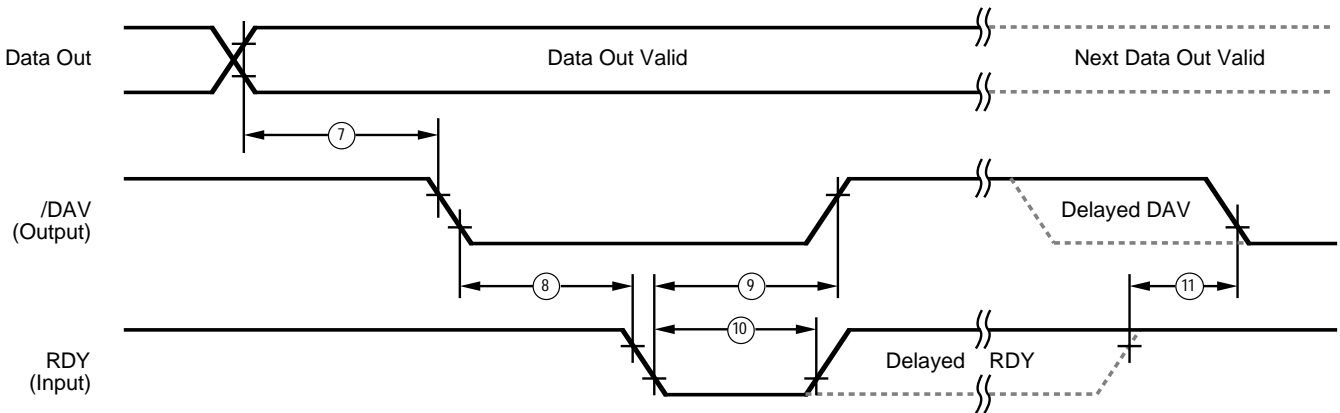 Data Out
Data Out Valid
Next Data Out Valid
7
/DAV
(Output)
Delayed DAV
8
9
11
10
RDY
(Input)
Delayed RDY